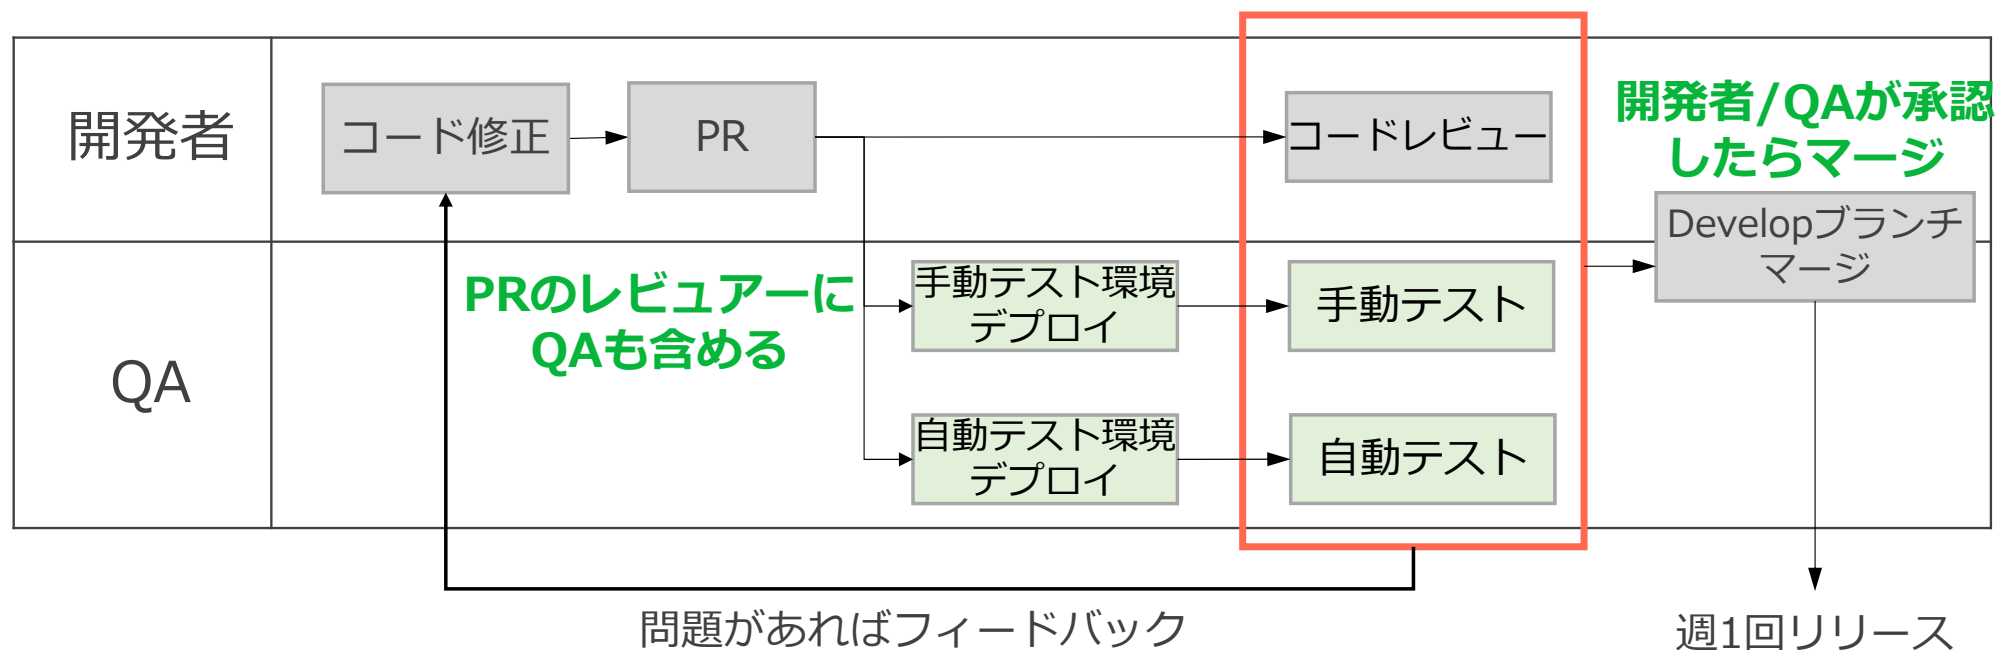 開発者
コード修正
PR
コードレビュー
開発者/QAが承認
したらマージ
Developブランチ
マージ
QA
PRのレビュアーに
QAも含める
手動テスト環境
デプロイ
手動テスト
自動テスト環境
デプロイ
自動テスト
問題があればフィードバック
週1回リリース